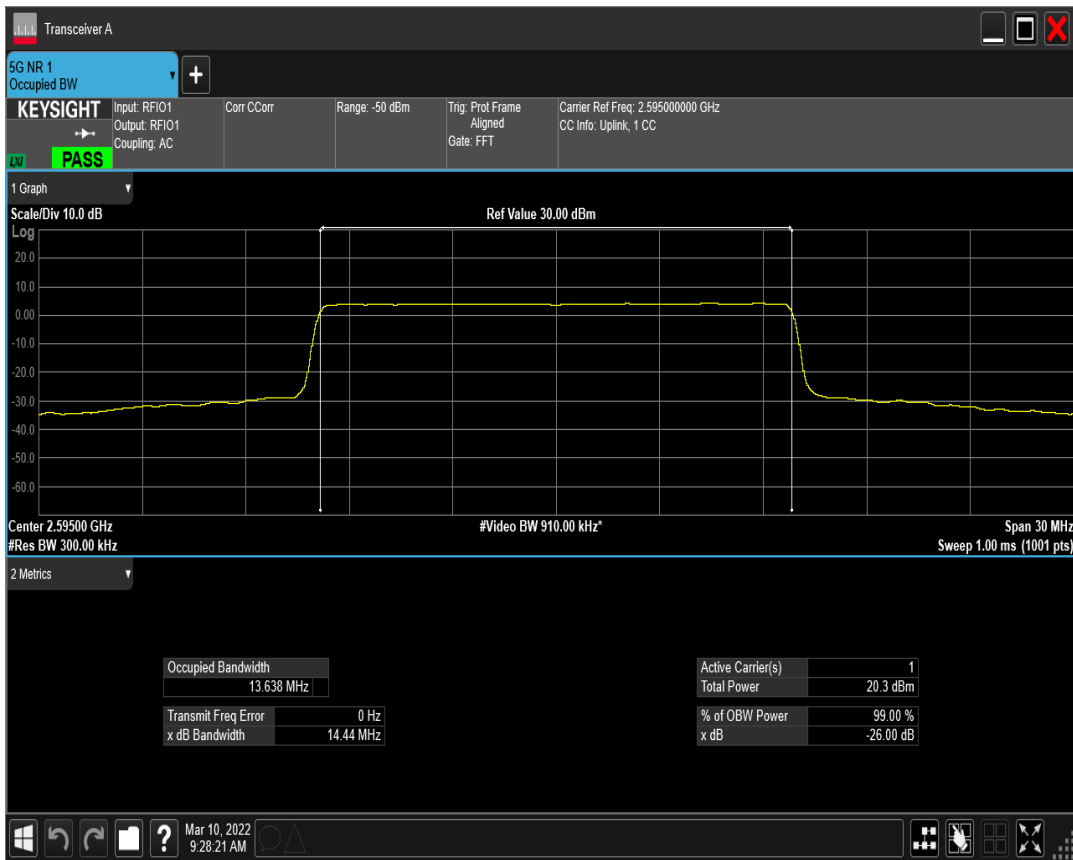 Transceiver A
5G NR 1
Occupied BW
KEYSIGHT
LXI
PASS
Input: RFIO1
Output: RFIO1
Coupling: AC
Corr CCorr
Range: -50 dBm
Trig: Prot Frame
Aligned
Gate: FFT
Carrier Ref Freq: 2.595000000 GHz
CC Info: Uplink, 1 CC
1 Graph
Scale/Div 10.0 dB
Ref Value 30.00 dBm
Log
20.0
10.0
0.00
-10.0
-20.0
-30.0
-40.0
-50.0
-60.0
Center 2.59500 GHz
#Video BW 910.00 kHz*
Span 30 MHz
#Res BW 300.00 kHz
Sweep 1.00 ms (1001 pts)
2 Metrics
Occupied Bandwidth
13.638 MHz
Transmit Freq Error 0 Hz
x dB Bandwidth 14.44 MHz
Active Carrier(s) 1
Total Power 20.3 dBm
% of OBW Power 99.00 %
x dB -26.00 dB
?
Mar 10, 2022
9:28:21 AM